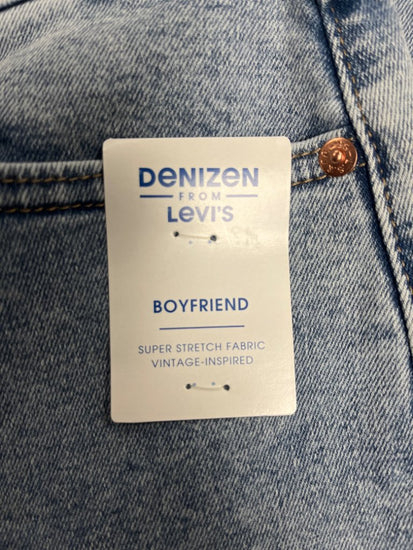 DENIZEN
FROM
LEVI'S
BOYFRIEND
SUPER STRETCH FABRIC
VINTAGE-INSPIRED